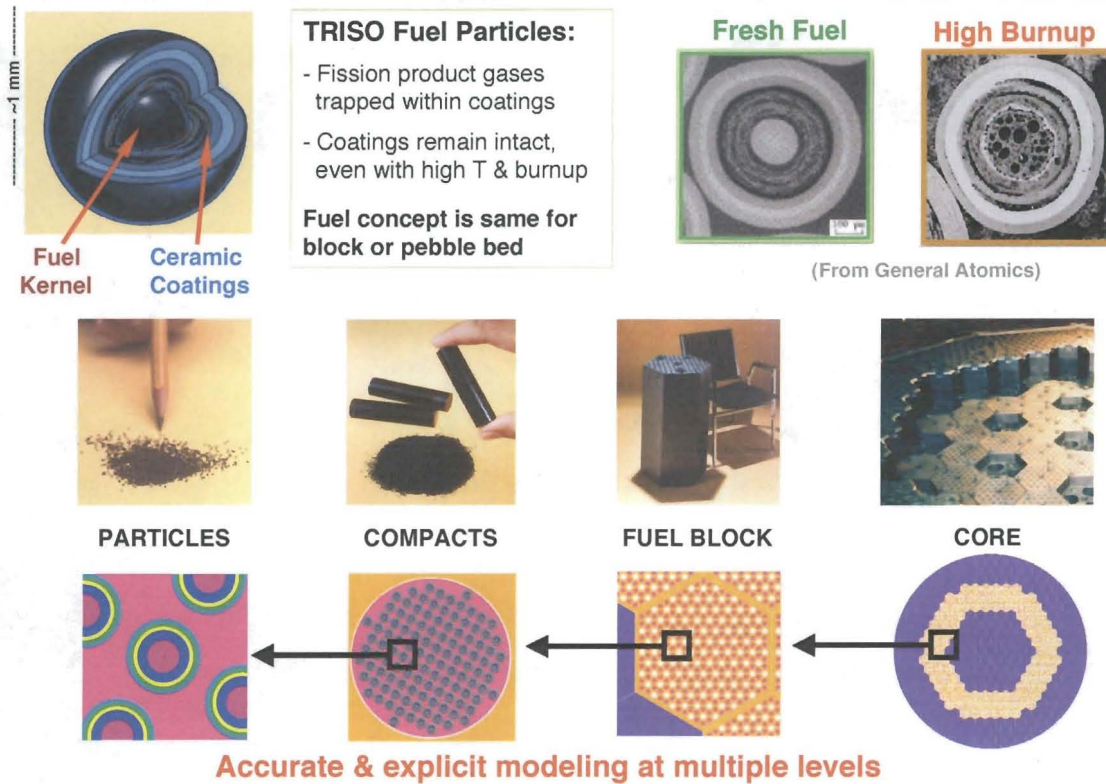 -------- ~1 mm --------
TRISO Fuel Particles:
- Fission product gases
trapped within coatings
- Coatings remain intact,
even with high T & burnup
Fuel concept is same for
block or pebble bed
Fuel
Kernel
Ceramic
Coatings
Fresh Fuel
High Burnup
100 µm
(From General Atomics)
PARTICLES
COMPACTS
FUEL BLOCK
CORE
Accurate & explicit modeling at multiple levels